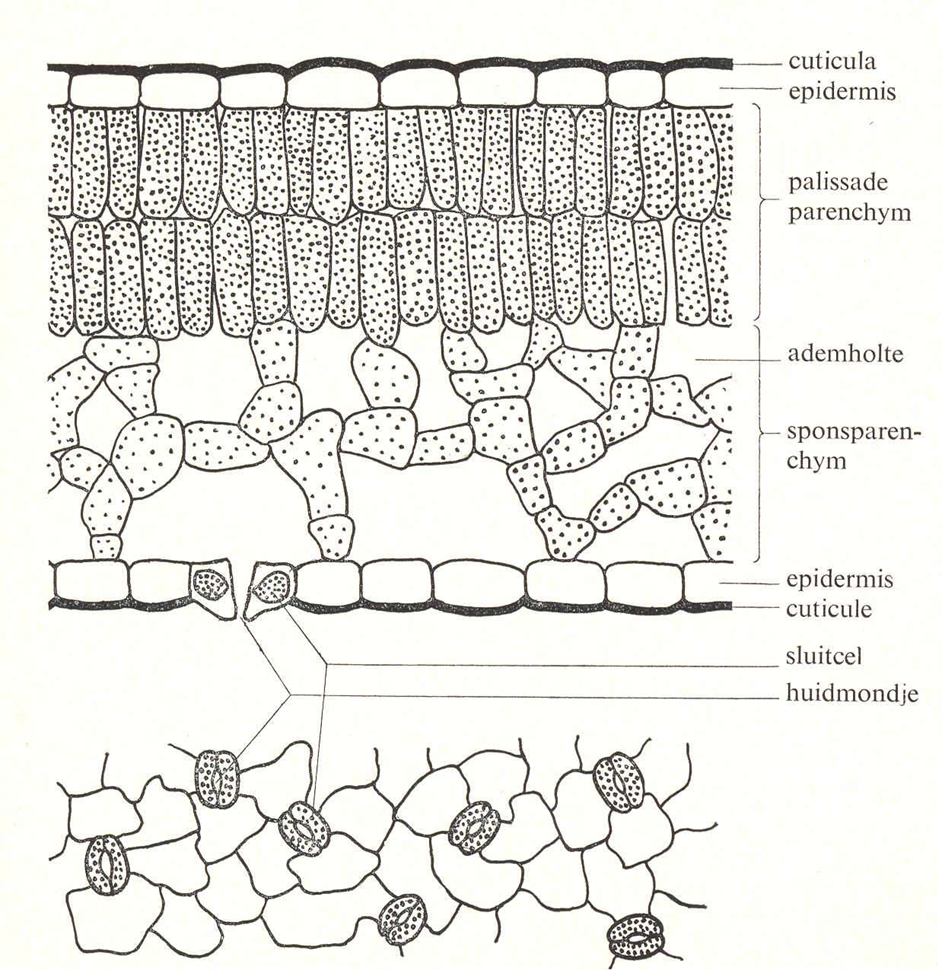 cuticula
epidermis
palissade
parenchym
ademholte
sponsparen-
chym
epidermis
cuticule
sluitcel
huidmondje